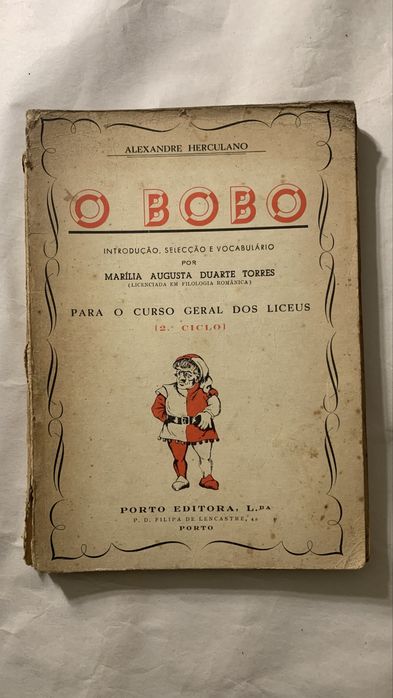 ALEXANDRE HERCULANO
O BOBO
INTRODUÇÃO, SELECÇÃO E VOCABULÁRIO
POR
MARÍLIA AUGUSTA DUARTE TORRES
(LICENCIADA EM FILOLOGIA ROMÂNICA)
PARA O CURSO GERAL DOS LICEUS
[2.º CICLO]
PORTO EDITORA, L.DA
P. D. FILIPA DE LENCASTRE, 42
PORTO